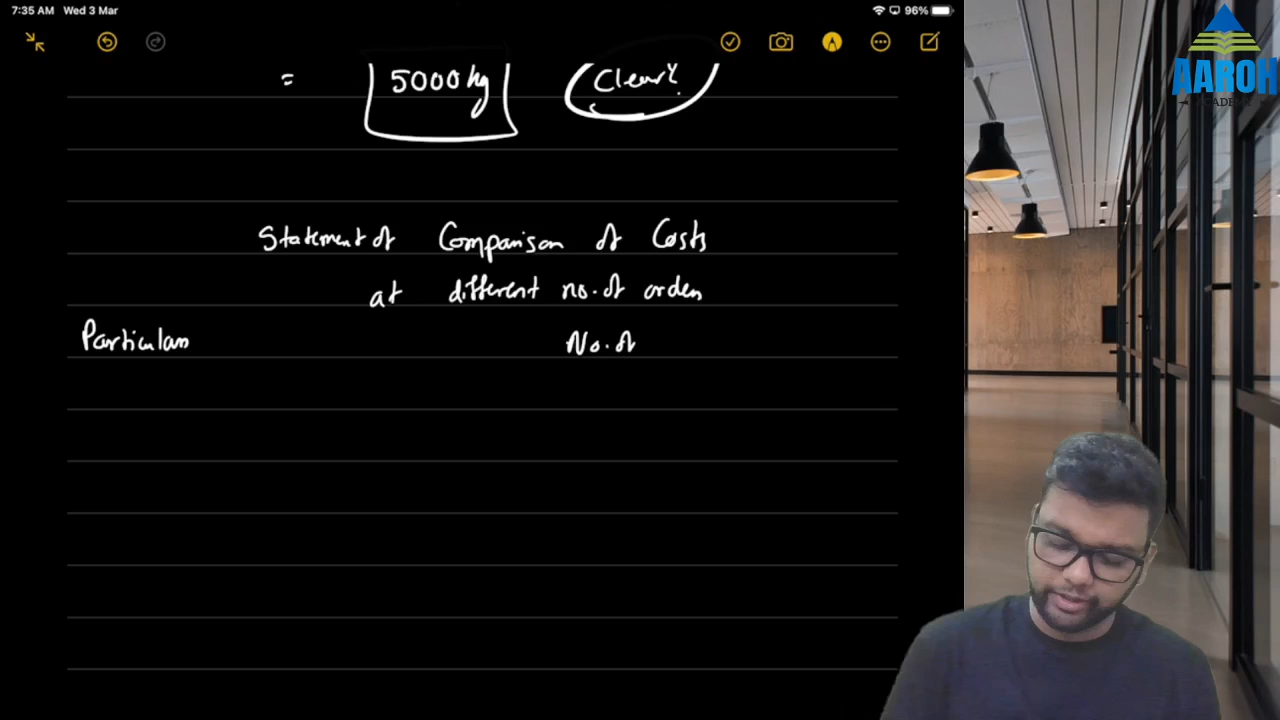 7:35 AM Wed 3 Mar
96%
= 5000 kg Clear?
Statement of Comparison of Costs
at different no. of orders
Particulars No. of
AAROH
ACADEMY